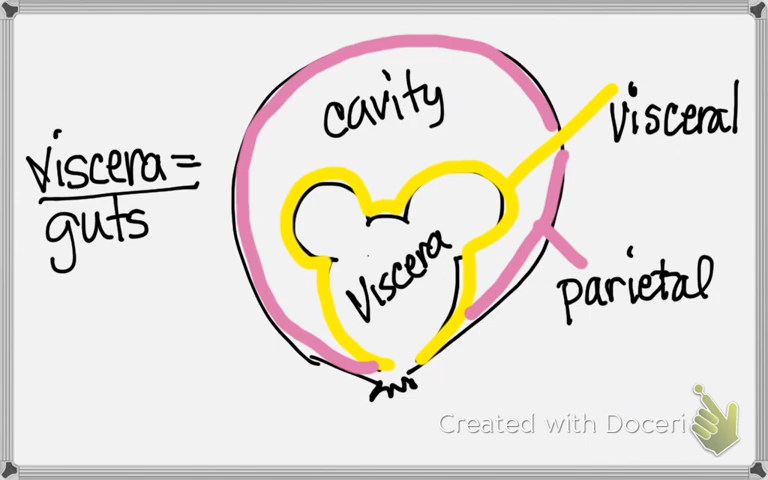 cavity
visceral
viscera =
guts
viscera
parietal
Created with Doceri